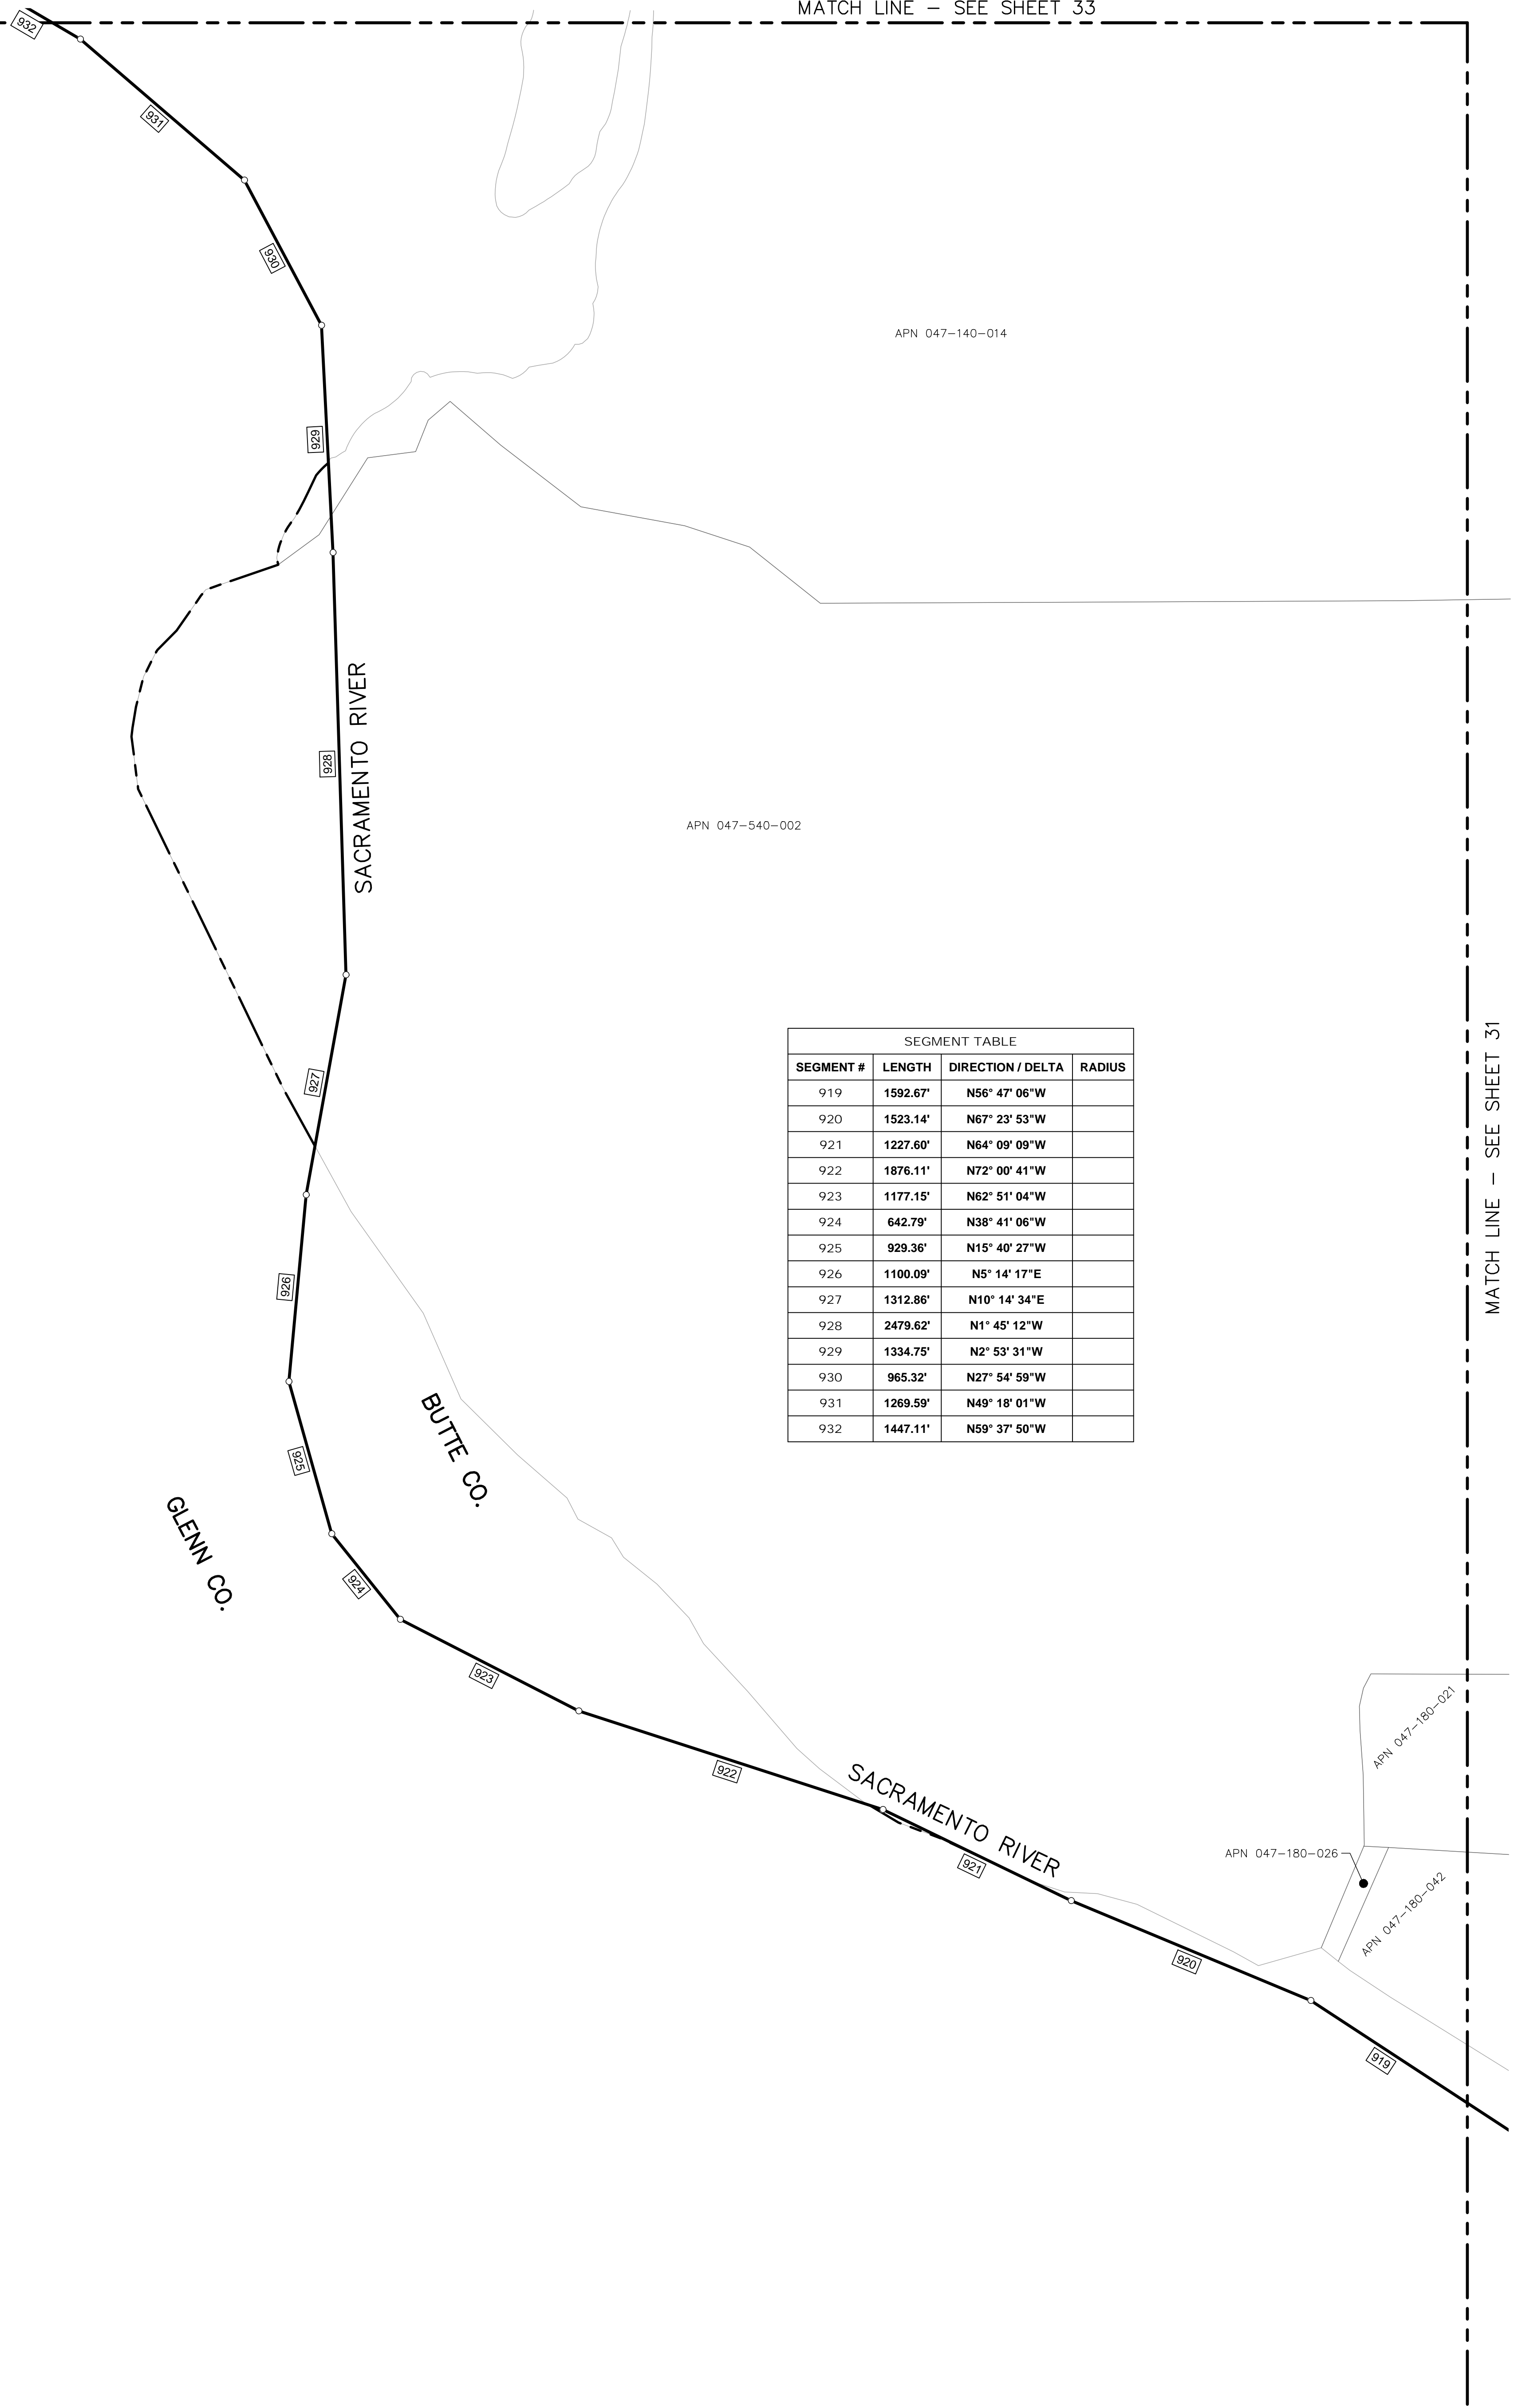 MATCH LINE – SEE SHEET 33
932
931
930
APN 047–140–014
929
SACRAMENTO RIVER
928
APN 047–540–002
MATCH LINE – SEE SHEET 31
927
SEGMENT TABLE
SEGMENT # LENGTH DIRECTION / DELTA RADIUS
919 1592.67' N56° 47' 06"W
920 1523.14' N67° 23' 53"W
921 1227.60' N64° 09' 09"W
922 1876.11' N72° 00' 41"W
923 1177.15' N62° 51' 04"W
924 642.79' N38° 41' 06"W
925 929.36' N15° 40' 27"W
926 1100.09' N5° 14' 17"E
927 1312.86' N10° 14' 34"E
928 2479.62' N1° 45' 12"W
929 1334.75' N2° 53' 31"W
930 965.32' N27° 54' 59"W
931 1269.59' N49° 18' 01"W
932 1447.11' N59° 37' 50"W
926
BUTTE CO.
925
GLENN CO.
924
923
922
SACRAMENTO RIVER
921
APN 047–180–021
APN 047–180–026
APN 047–180–042
920
919